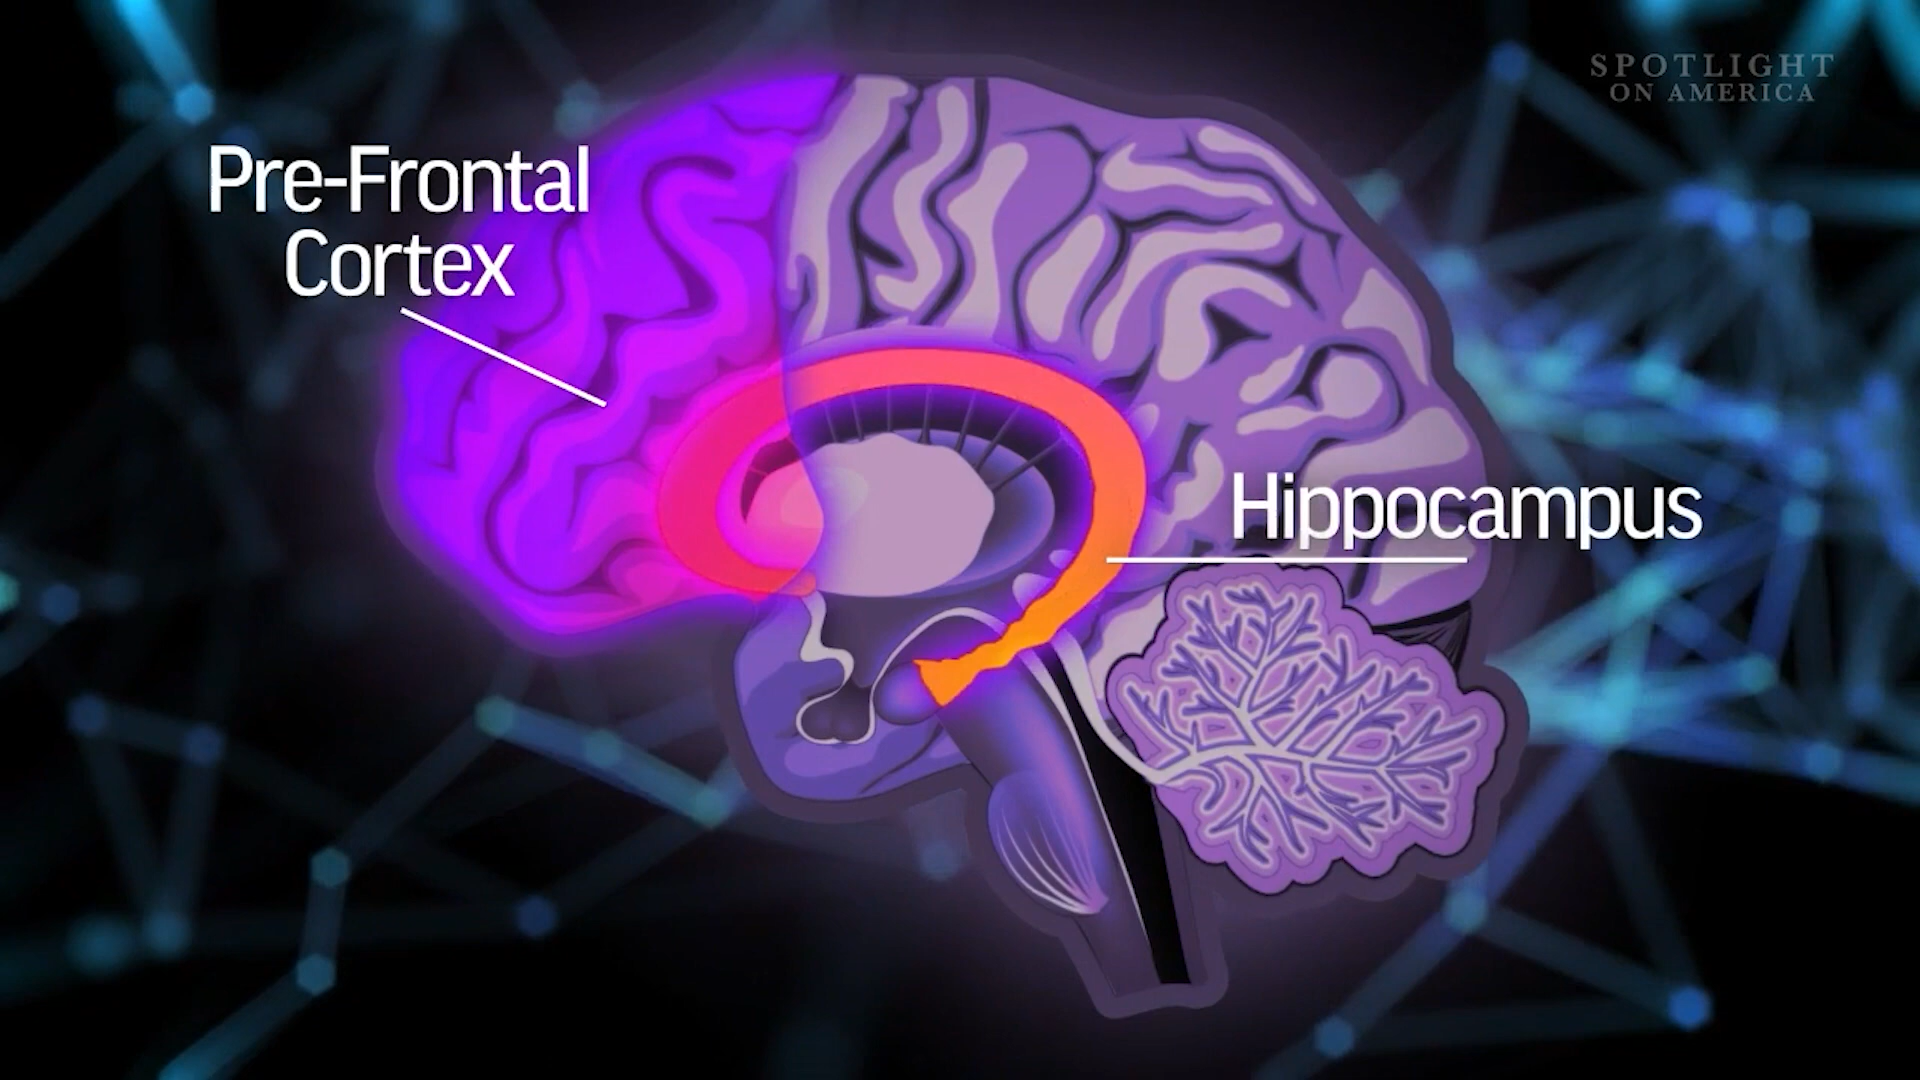 SPOTLIGHT
ON AMERICA
Pre-Frontal
Cortex
Hippocampus